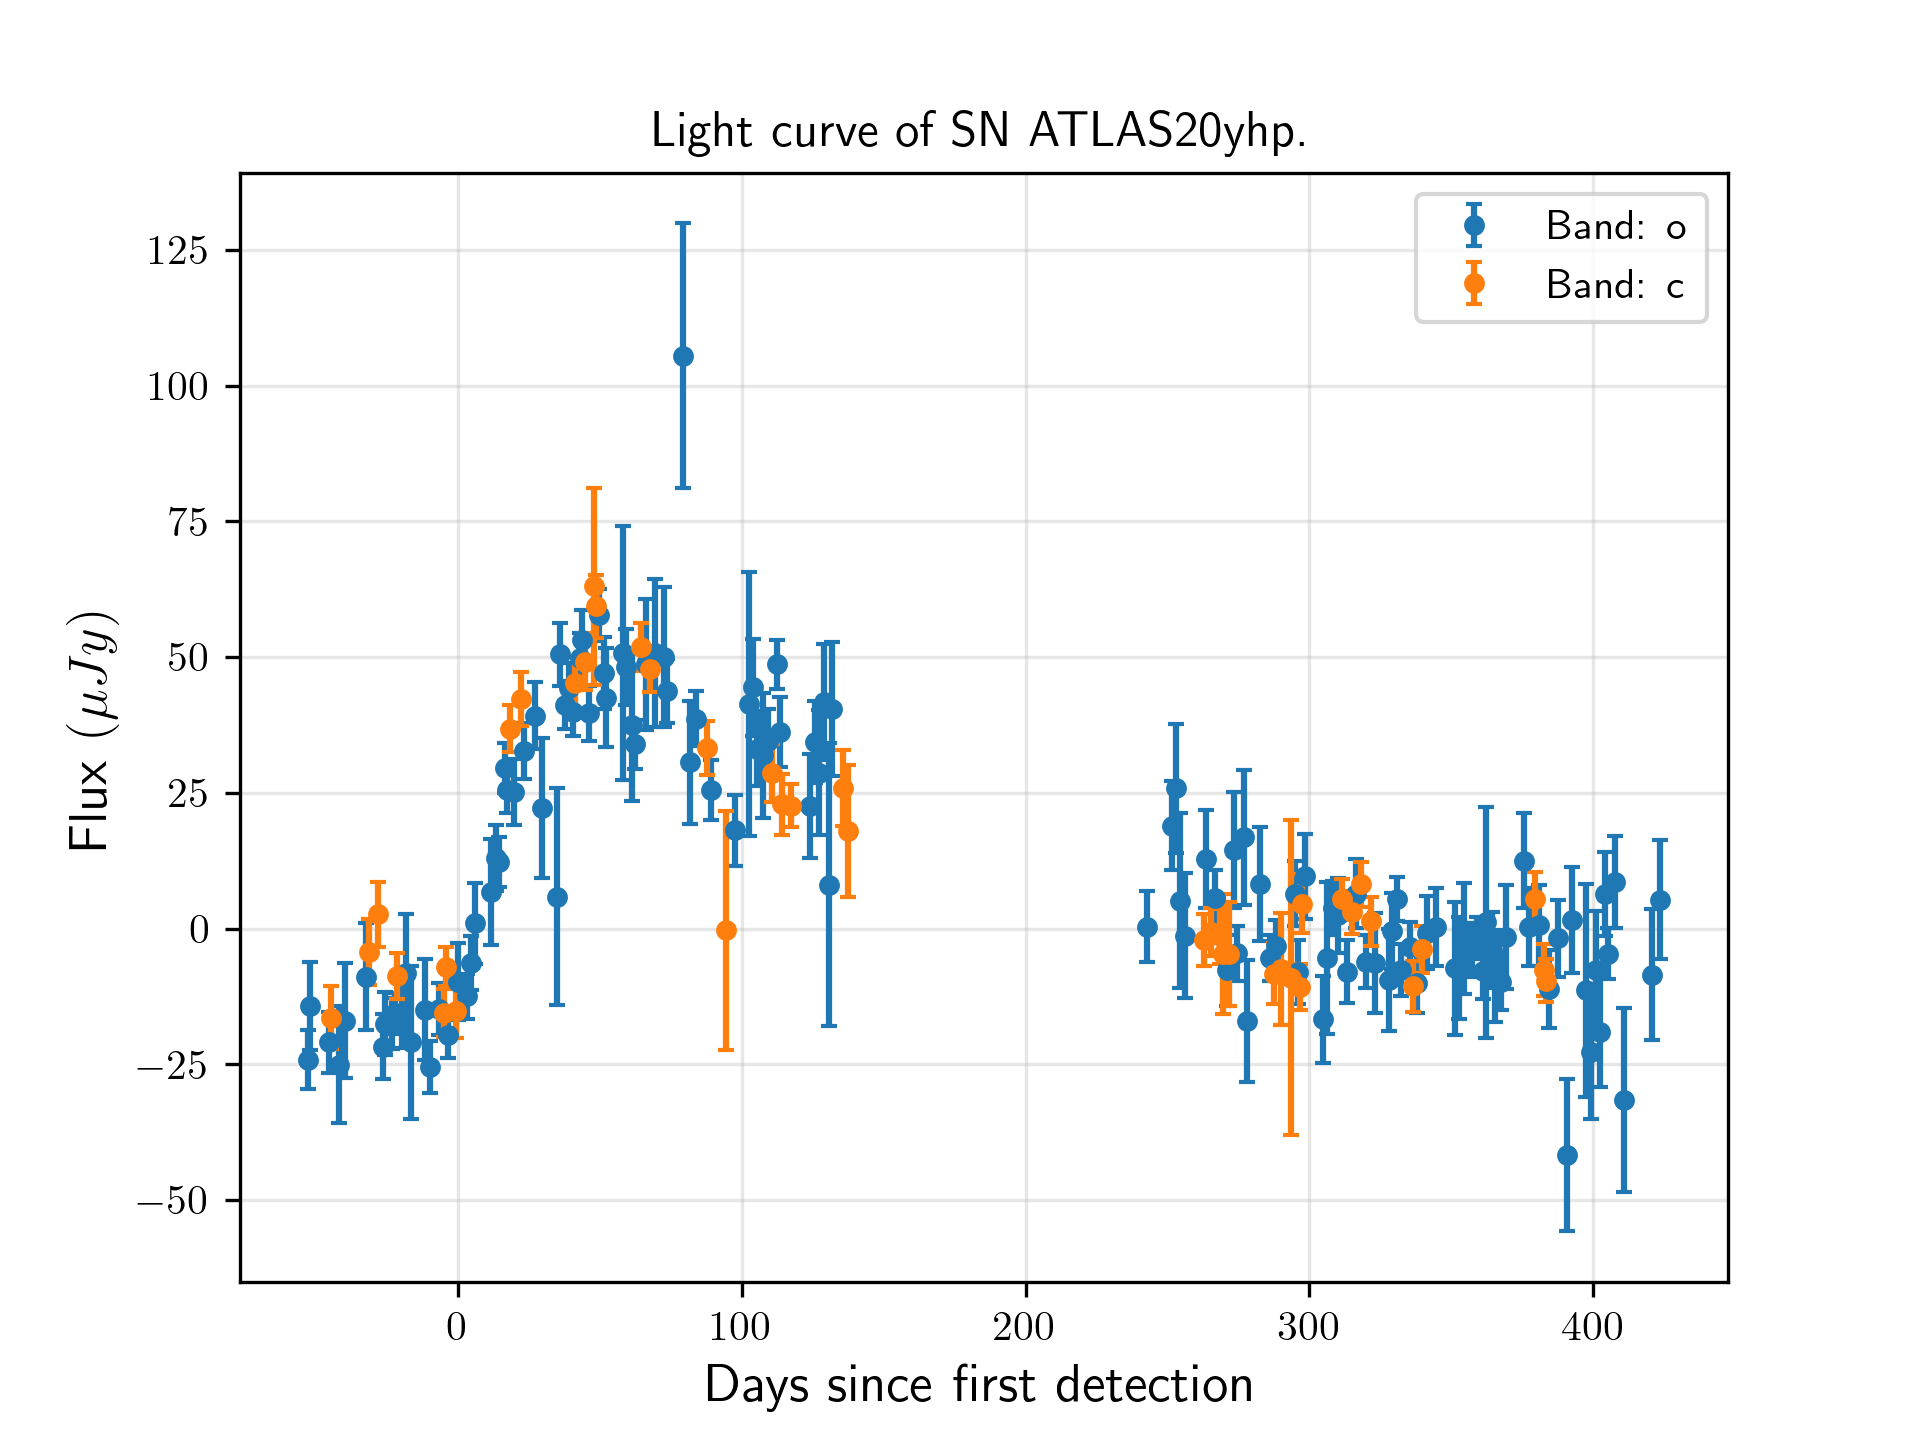 Light curve of SN ATLAS20yhp.
Band: o
Band: c
125
100
75
50
25
0
−25
−50
Flux (μJy)
0 100 200 300 400
Days since first detection